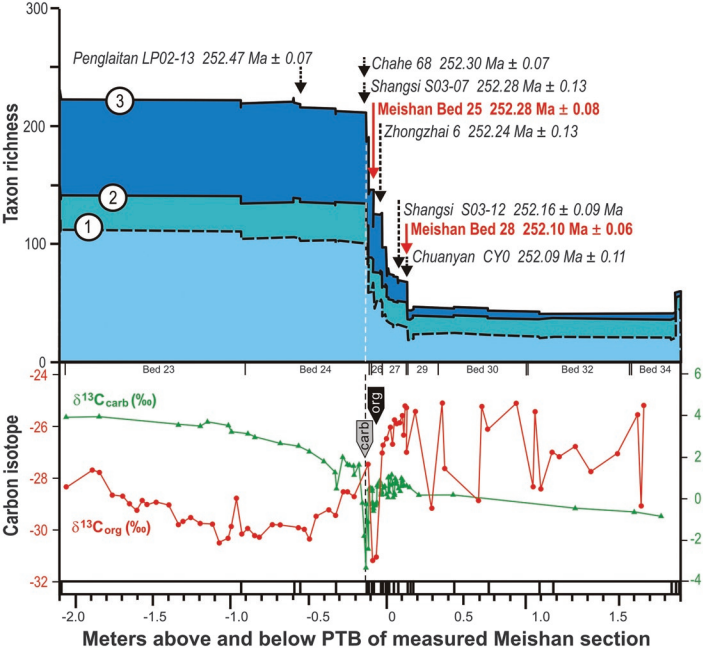 300
Penglaitan LP02-13 252.47 Ma ± 0.07
Chahe 68 252.30 Ma ± 0.07
Shangsi S03-07 252.28 Ma ± 0.13
Meishan Bed 25 252.28 Ma ± 0.08
Zhongzhai 6 252.24 Ma ± 0.13
3
200
2
1
Shangsi S03-12 252.16 ± 0.09 Ma
Meishan Bed 28 252.10 Ma ± 0.06
Chuanyan CY0 252.09 Ma ± 0.11
100
0
Taxon richness
Bed 23 Bed 24 26 27 29 Bed 30 Bed 32 Bed 34
-24 6
δ¹³Ccarb (‰)
org
carb
4
-26
2
-28
0
δ¹³Corg (‰)
-30
-2
-4
-32
Carbon isotope
-2.0 -1.5 -1.0 -0.5 0 0.5 1.0 1.5
Meters above and below PTB of measured Meishan section